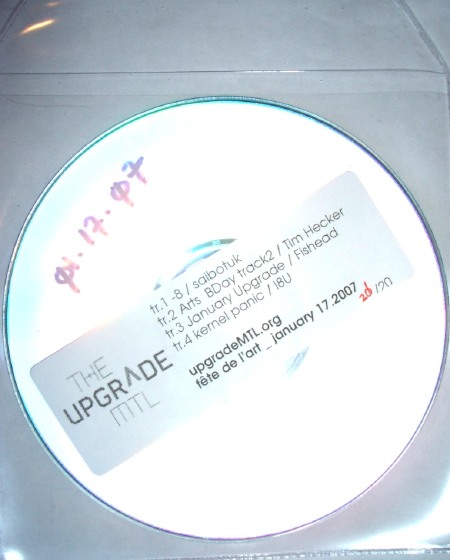 01.17.07
tr.1 -8 / saibotuk
tr.2 Arts BDay track2 / Tim Hecker
tr.3 January Upgrade / Fishead
tr.4 kernel panic / I8U
THE
UPGRADE
MTL
upgradeMTL.org
fête de l'art _ january 17.2007
20/20